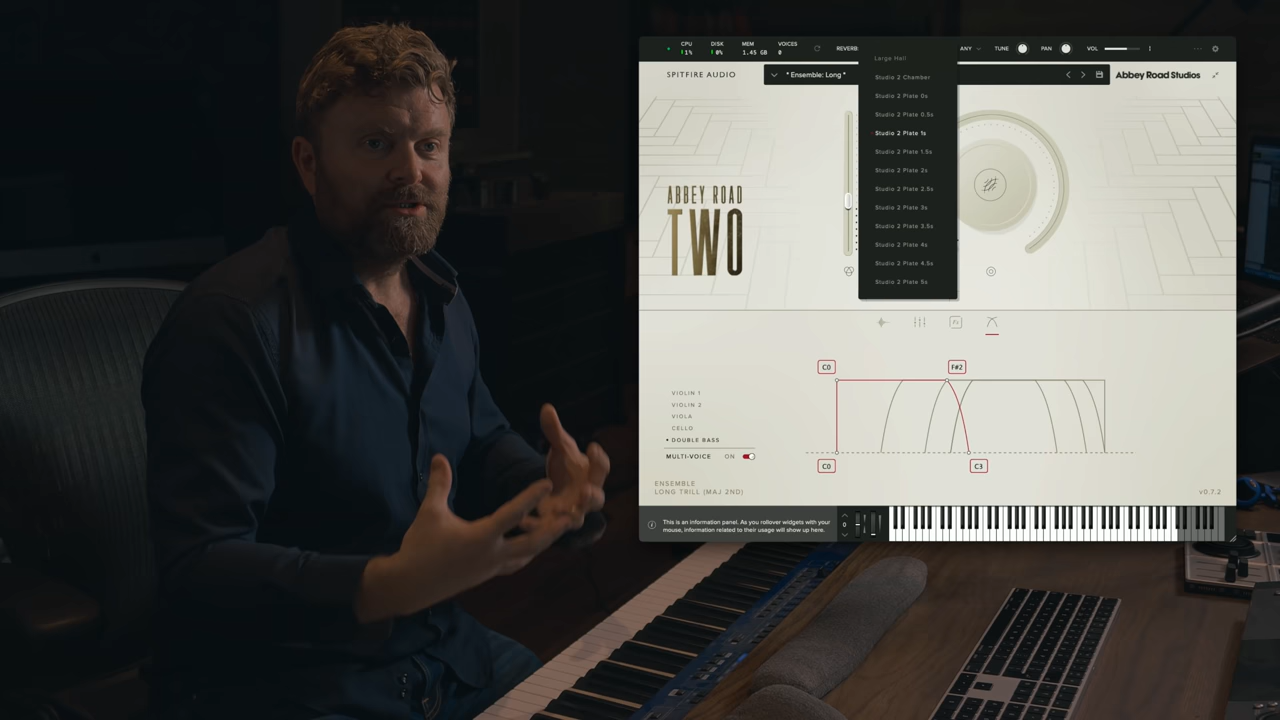 CPU
1%
DISK
0%
MEM
1.45 GB
VOICES
0
REVERB
ANY
TUNE
PAN
VOL
SPITFIRE AUDIO
* Ensemble: Long *
Abbey Road Studios
Large Hall
Studio 2 Chamber
Studio 2 Plate 0s
Studio 2 Plate 0.5s
Studio 2 Plate 1s
Studio 2 Plate 1.5s
Studio 2 Plate 2s
Studio 2 Plate 2.5s
Studio 2 Plate 3s
Studio 2 Plate 3.5s
Studio 2 Plate 4s
Studio 2 Plate 4.5s
Studio 2 Plate 5s
ABBEY ROAD
TWO
Fx
C0
F#2
VIOLIN 1
VIOLIN 2
VIOLA
CELLO
DOUBLE BASS
MULTI-VOICE ON
C0
C3
ENSEMBLE
LONG TRILL (MAJ 2ND)
v0.7.2
This is an information panel. As you rollover widgets with your
mouse, information related to their usage will show up here.
0